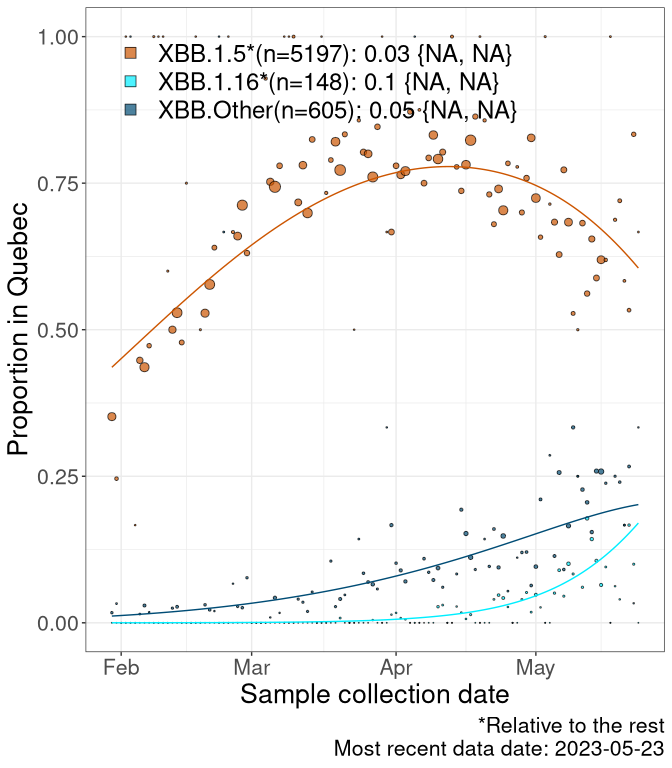 1.00
0.75
0.50
0.25
0.00
Proportion in Quebec
XBB.1.5*(n=5197): 0.03 {NA, NA}
XBB.1.16*(n=148): 0.1 {NA, NA}
XBB.Other(n=605): 0.05 {NA, NA}
Feb Mar Apr May
Sample collection date
*Relative to the rest
Most recent data date: 2023-05-23